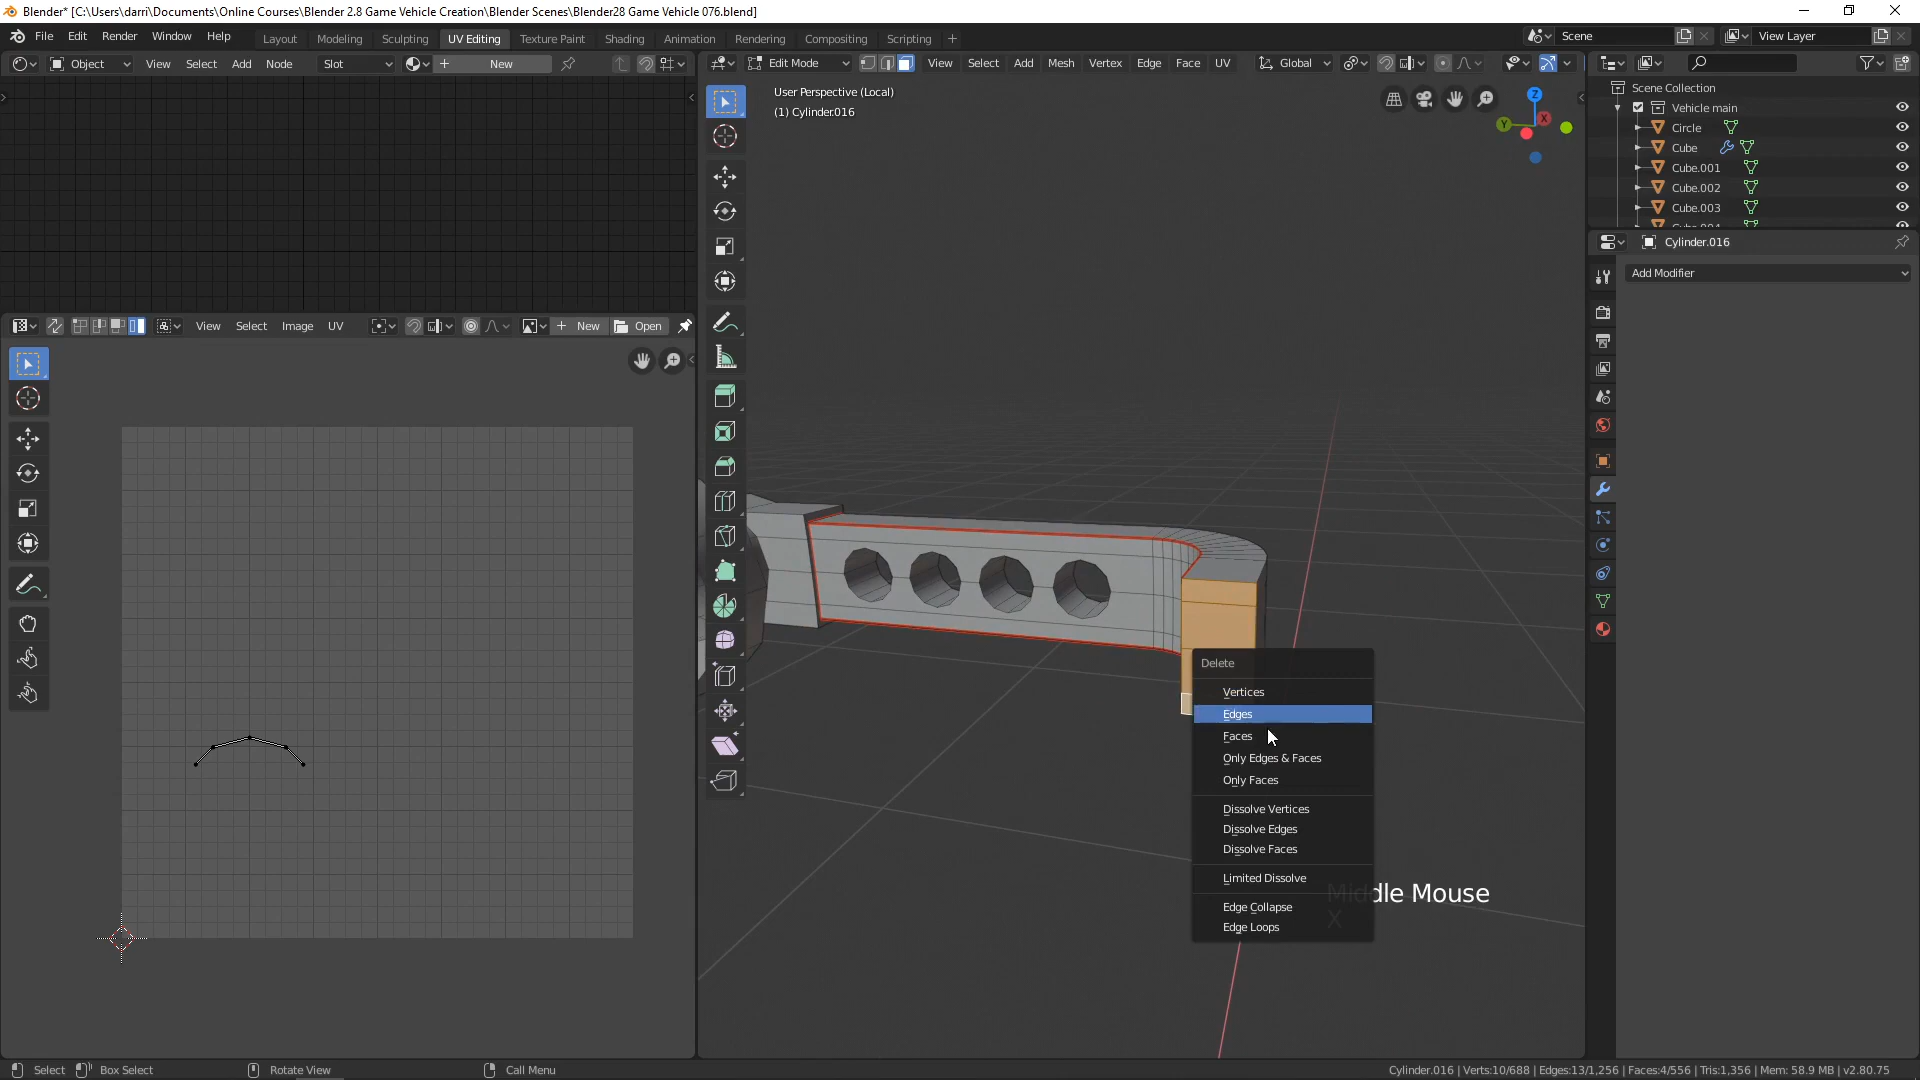 Blender* [C:\Users\darri\Documents\Online Courses\Blender 2.8 Game Vehicle Creation\Blender Scenes\Blender28 Game Vehicle 076.blend]
File Edit Render Window Help Layout Modeling Sculpting UV Editing Texture Paint Shading Animation Rendering Compositing Scripting Scene View Layer
Object View Select Add Node Slot New
Edit Mode View Select Add Mesh Vertex Edge Face UV Global
User Perspective (Local)
(1) Cylinder.016
Z
Y
X
Scene Collection
Vehicle main
Circle
Cube
Cube.001
Cube.002
Cube.003
Cylinder.016
Add Modifier
View Select Image UV New Open
Delete
Vertices
Edges
Faces
Only Edges & Faces
Only Faces
Dissolve Vertices
Dissolve Edges
Dissolve Faces
Limited Dissolve
Edge Collapse
Edge Loops
Middle Mouse
X
Select Box Select Rotate View Call Menu
Cylinder.016 | Verts:10/688 | Edges:13/1,256 | Faces:4/556 | Tris:1,356 | Mem: 58.9 MB | v2.80.75